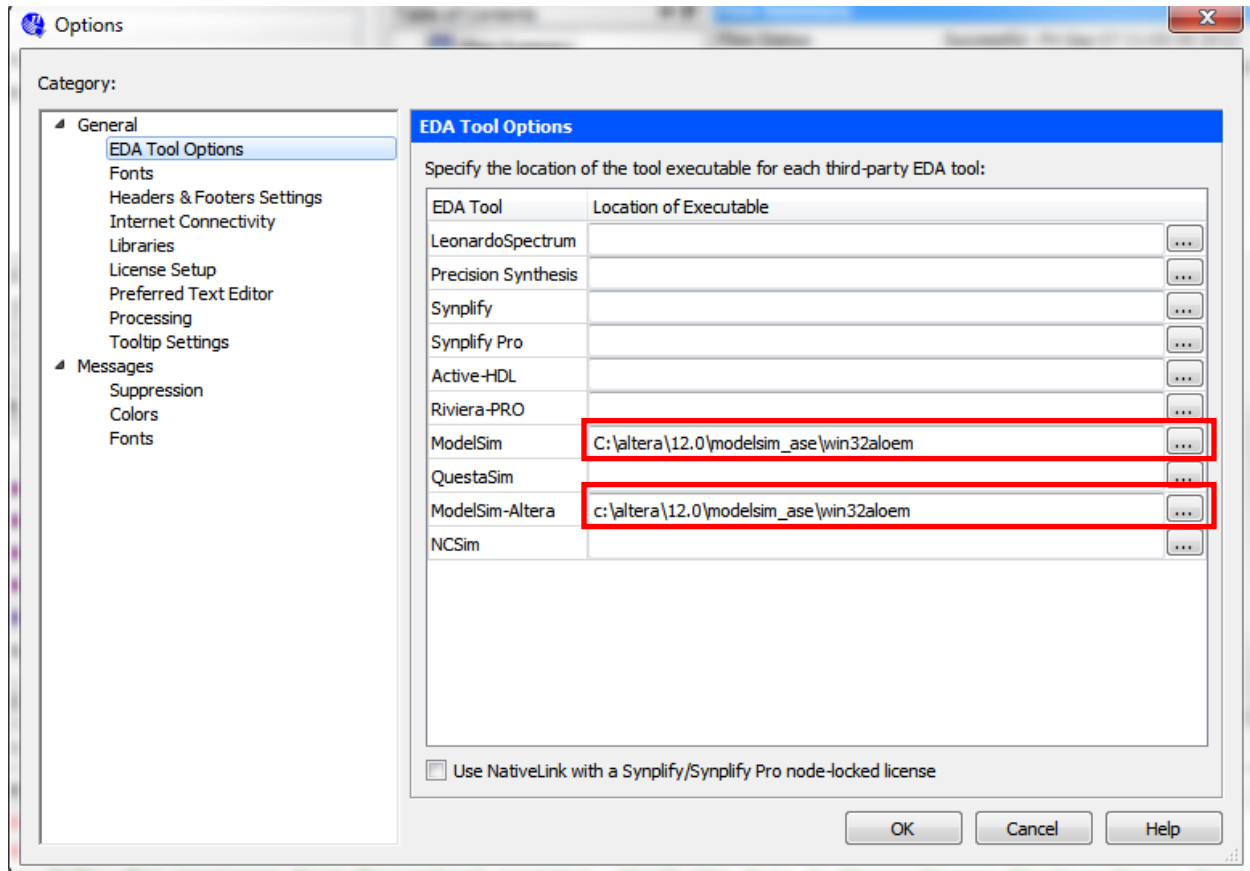 Options
Category:
General
EDA Tool Options
Fonts
Headers & Footers Settings
Internet Connectivity
Libraries
License Setup
Preferred Text Editor
Processing
Tooltip Settings
Messages
Suppression
Colors
Fonts
EDA Tool Options
Specify the location of the tool executable for each third-party EDA tool:
EDA Tool Location of Executable
LeonardoSpectrum ...
Precision Synthesis ...
Synplify ...
Synplify Pro ...
Active-HDL ...
Riviera-PRO ...
ModelSim C:\altera\12.0\modelsim_ase\win32aloem ...
QuestaSim ...
ModelSim-Altera c:\altera\12.0\modelsim_ase\win32aloem ...
NCSim ...
Use NativeLink with a Synplify/Synplify Pro node-locked license
OK Cancel Help